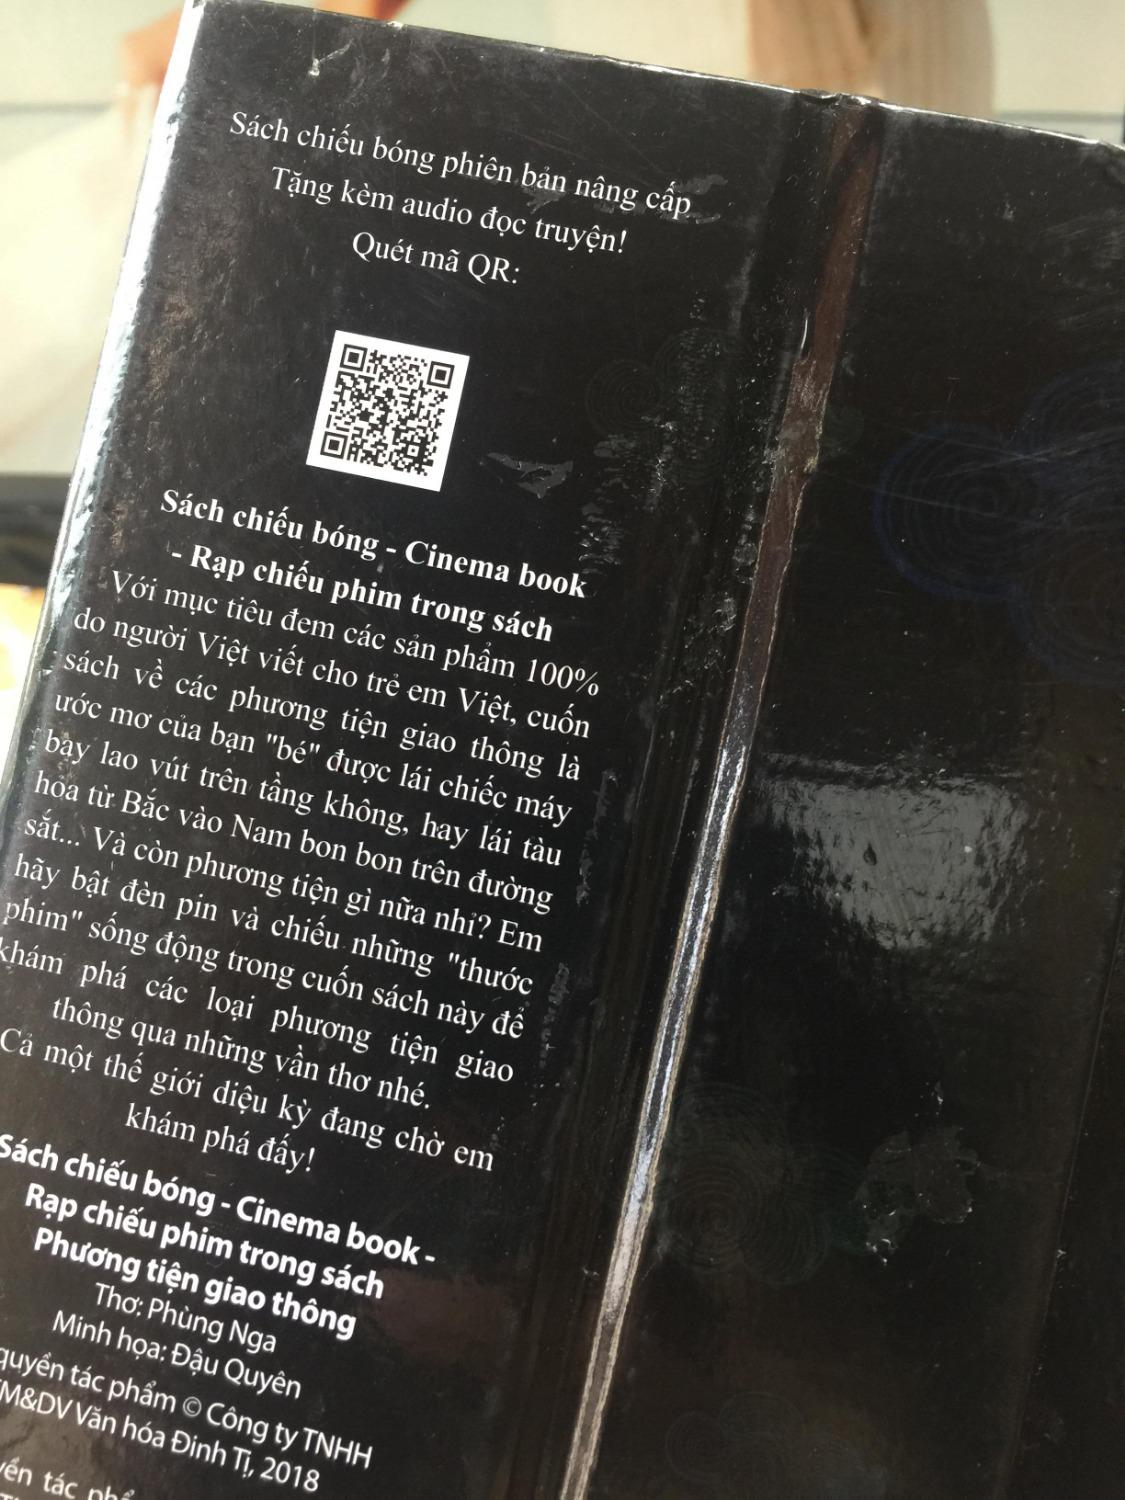 Sách chiếu bóng phiên bản nâng cấp
Tặng kèm audio đọc truyện!
Quét mã QR:
Sách chiếu bóng - Cinema book
- Rạp chiếu phim trong sách
Với mục tiêu đem các sản phẩm 100%
do người Việt viết cho trẻ em Việt, cuốn
sách về các phương tiện giao thông là
ước mơ của bạn "bé" được lái chiếc máy
bay lao vút trên tầng không, hay lái tàu
hỏa từ Bắc vào Nam bon bon trên đường
sắt... Và còn phương tiện gì nữa nhỉ? Em
hãy bật đèn pin và chiếu những "thước
phim" sống động trong cuốn sách này để
khám phá các loại phương tiện giao
thông qua những vần thơ nhé.
Cả một thế giới diệu kỳ đang chờ em
khám phá đấy!
Sách chiếu bóng - Cinema book -
Rạp chiếu phim trong sách
Phương tiện giao thông
Thơ: Phùng Nga
Minh họa: Đậu Quyên
quyền tác phẩm © Công ty TNHH
TM&DV Văn hóa Đinh Tị, 2018
tác